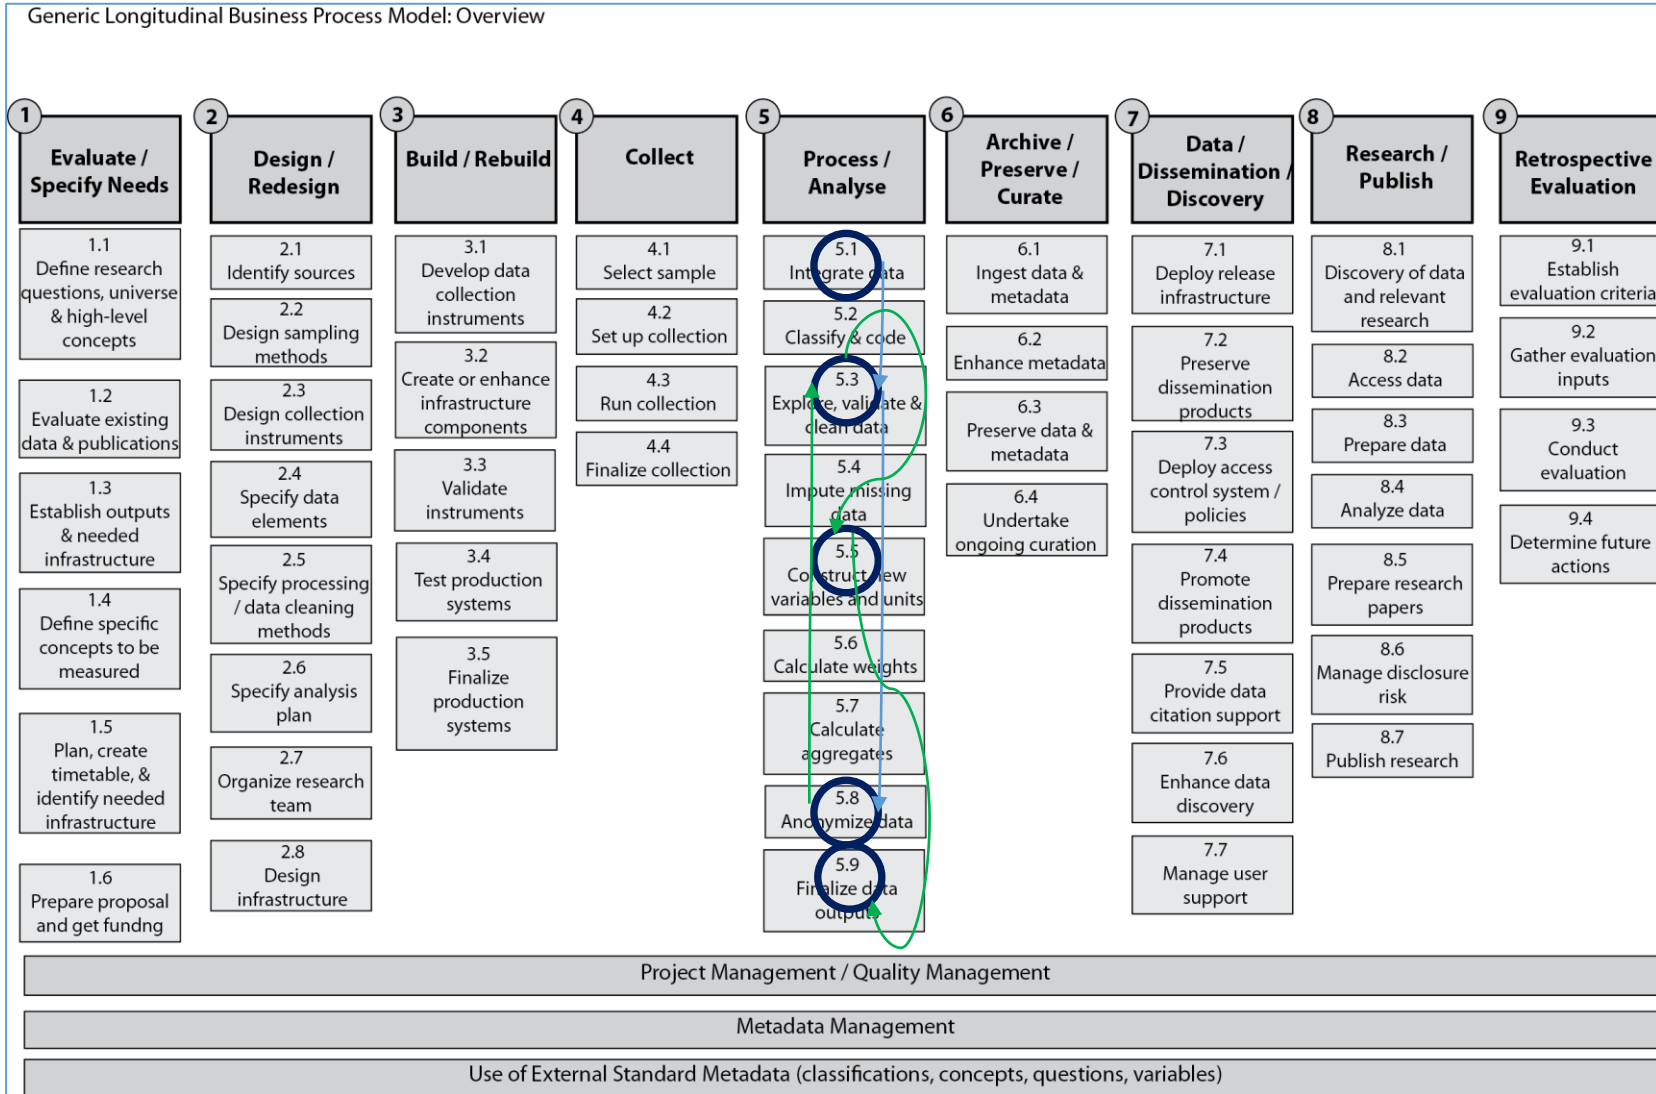 Generic Longitudinal Business Process Model: Overview
1
Evaluate /
Specify Needs
1.1
Define research
questions, universe
& high-level
concepts
1.2
Evaluate existing
data & publications
1.3
Establish outputs
& needed
infrastructure
1.4
Define specific
concepts to be
measured
1.5
Plan, create
timetable, &
identify needed
infrastructure
1.6
Prepare proposal
and get fundng
2
Design /
Redesign
2.1
Identify sources
2.2
Design sampling
methods
2.3
Design collection
instruments
2.4
Specify data
elements
2.5
Specify processing
/ data cleaning
methods
2.6
Specify analysis
plan
2.7
Organize research
team
2.8
Design
infrastructure
3
Build / Rebuild
3.1
Develop data
collection
instruments
3.2
Create or enhance
infrastructure
components
3.3
Validate
instruments
3.4
Test production
systems
3.5
Finalize
production
systems
4
Collect
4.1
Select sample
4.2
Set up collection
4.3
Run collection
4.4
Finalize collection
5
Process /
Analyse
5.1
Integrate data
5.2
Classify & code
5.3
Explore, validate &
clean data
5.4
Impute missing
data
5.5
Construct new
variables and units
5.6
Calculate weights
5.7
Calculate
aggregates
5.8
Anonymize data
5.9
Finalize data
outputs
6
Archive /
Preserve /
Curate
6.1
Ingest data &
metadata
6.2
Enhance metadata
6.3
Preserve data &
metadata
6.4
Undertake
ongoing curation
7
Data /
Dissemination /
Discovery
7.1
Deploy release
infrastructure
7.2
Preserve
dissemination
products
7.3
Deploy access
control system /
policies
7.4
Promote
dissemination
products
7.5
Provide data
citation support
7.6
Enhance data
discovery
7.7
Manage user
support
8
Research /
Publish
8.1
Discovery of data
and relevant
research
8.2
Access data
8.3
Prepare data
8.4
Analyze data
8.5
Prepare research
papers
8.6
Manage disclosure
risk
8.7
Publish research
9
Retrospective
Evaluation
9.1
Establish
evaluation criteria
9.2
Gather evaluation
inputs
9.3
Conduct
evaluation
9.4
Determine future
actions
Project Management / Quality Management
Metadata Management
Use of External Standard Metadata (classifications, concepts, questions, variables)